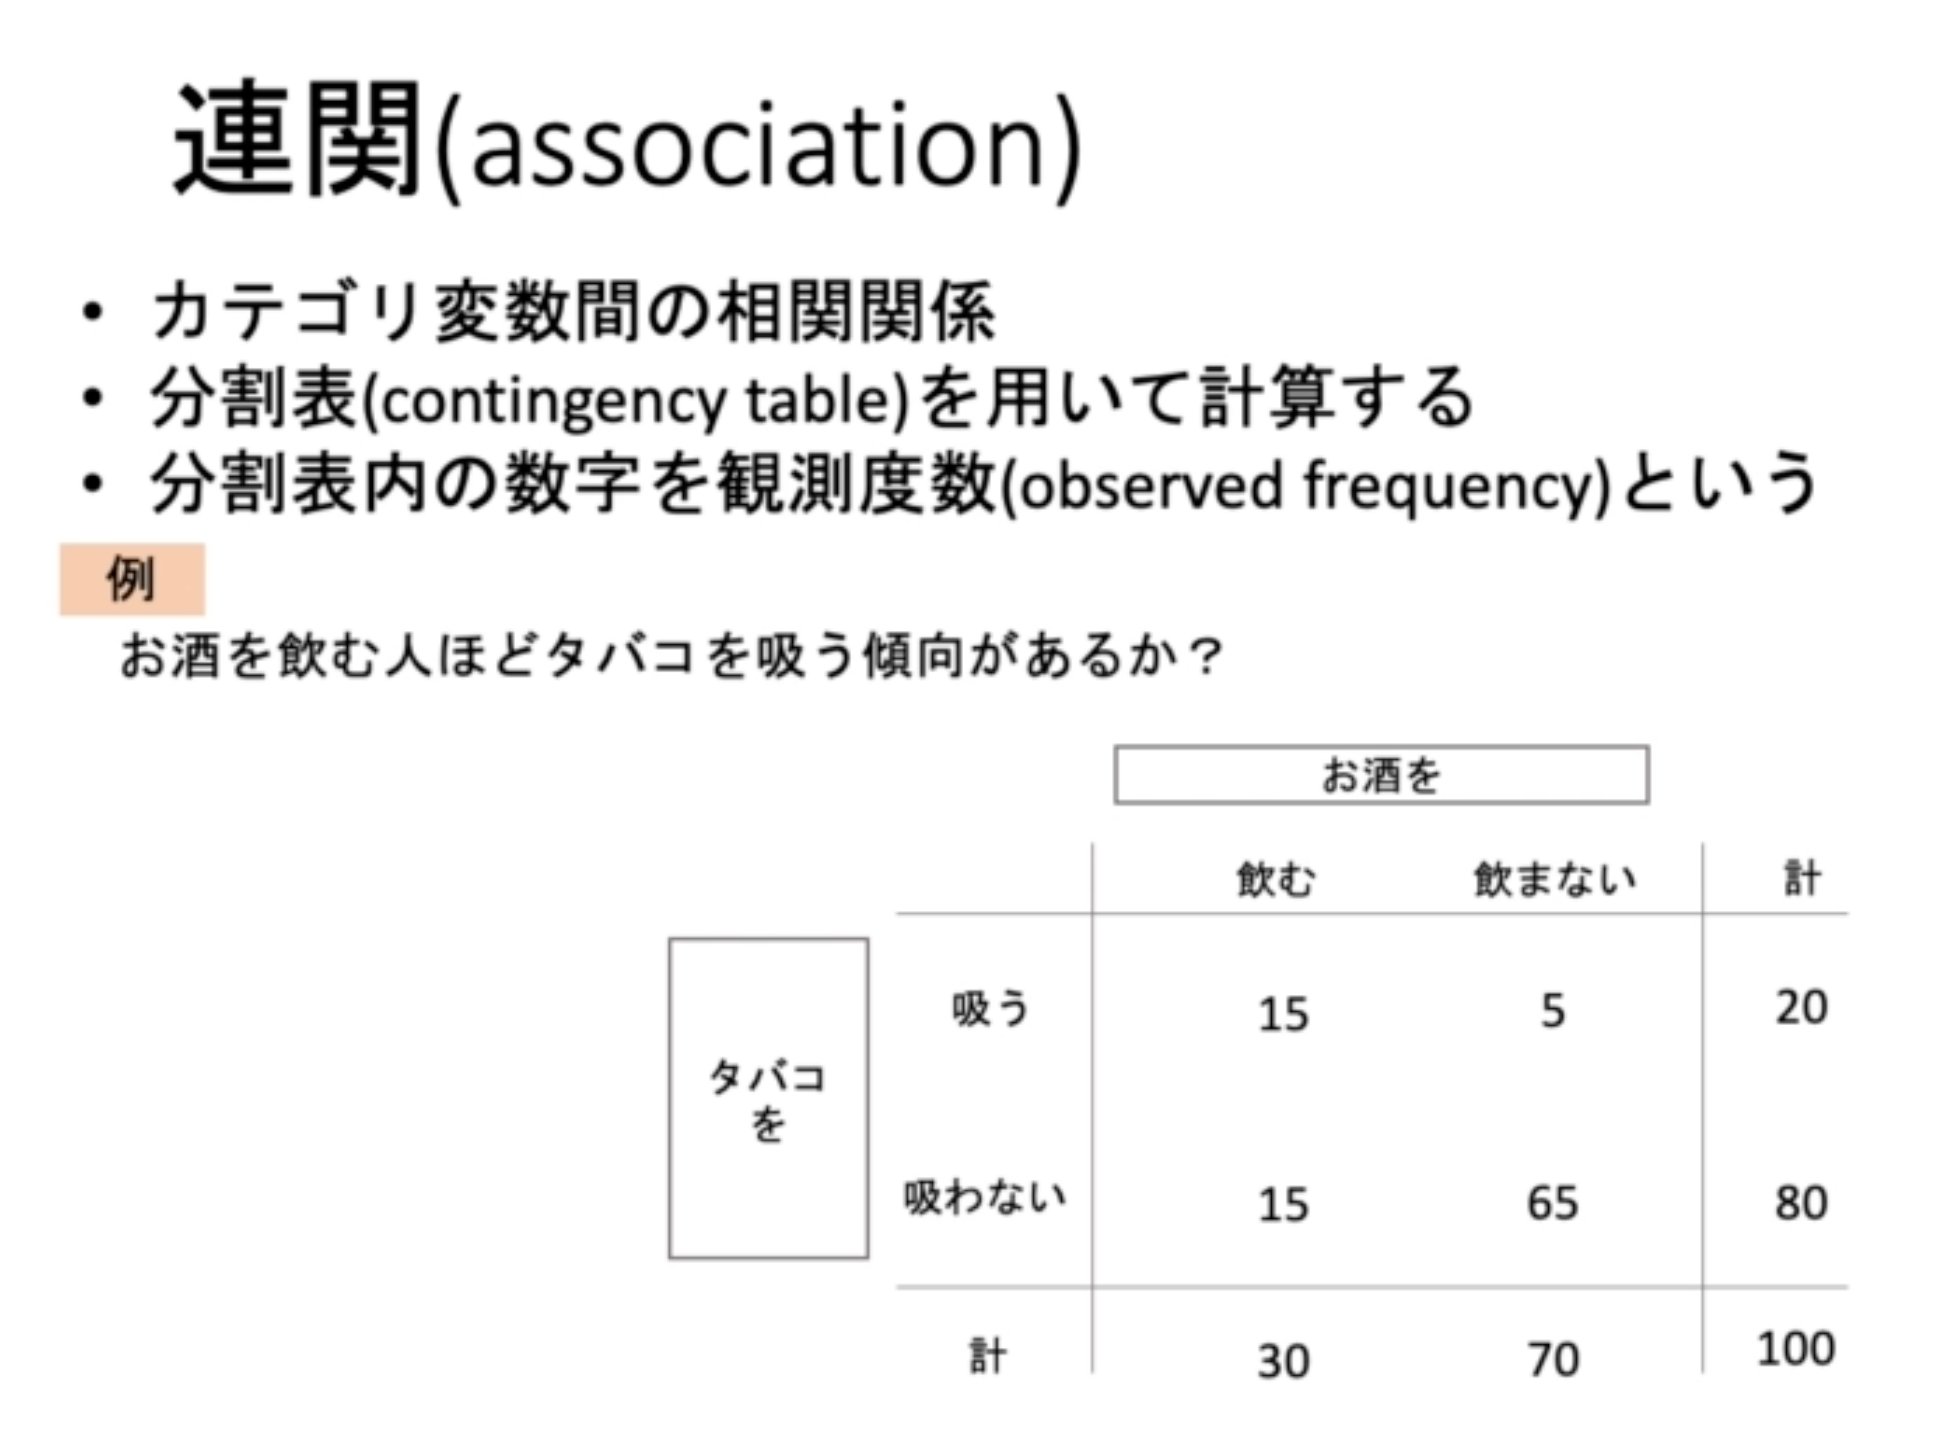 連関(association)
• カテゴリ変数間の相関関係
• 分割表(contingency table)を用いて計算する
• 分割表内の数字を観測度数(observed frequency)という
例
お酒を飲む人ほどタバコを吸う傾向があるか？
お酒を
飲む 飲まない 計
タバコ
を
吸う 15 5 20
吸わない 15 65 80
計 30 70 100